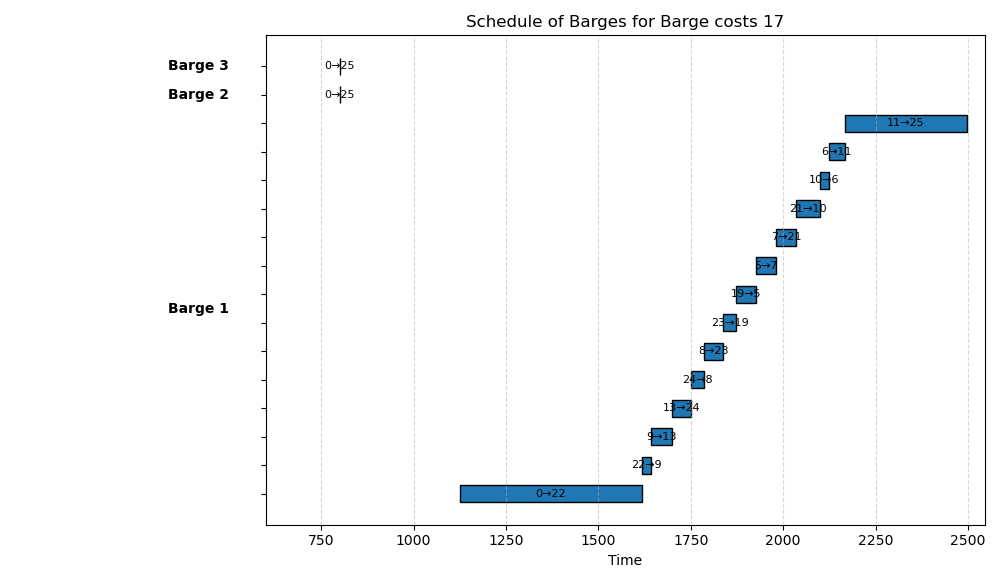 Schedule of Barges for Barge costs 17
Barge 3
0→25
Barge 2
0→25
11→25
6→11
10→6
21→10
7→21
5→7
19→5
Barge 1
23→19
8→23
24→8
13→24
9→13
22→9
0→22
750 1000 1250 1500 1750 2000 2250 2500
Time